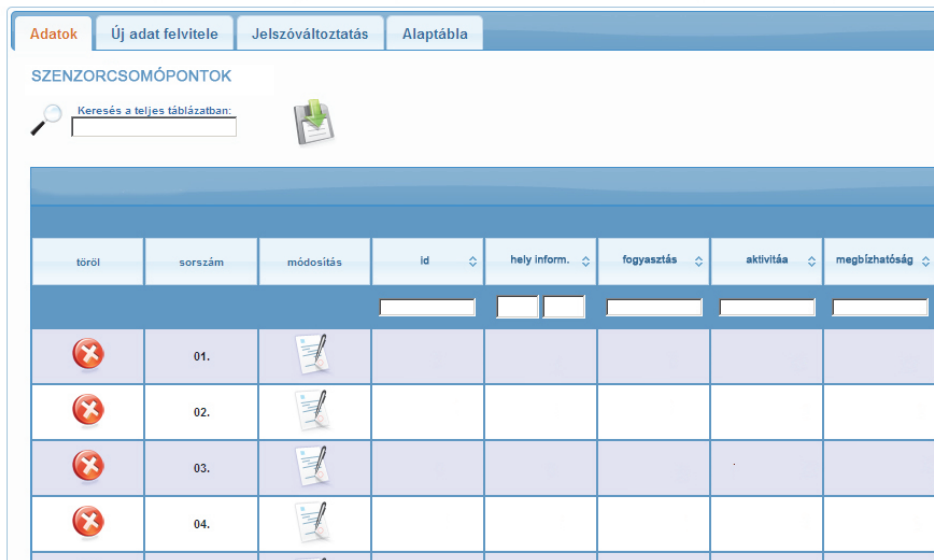 Adatok Új adat felvitele Jelszóváltoztatás Alaptábla
SZENZORCSOMÓPONTOK
Keresés a teljes táblázatban:
töröl sorszám módosítás id hely inform. fogyasztás aktivitáa megbízhatóság
01.
02.
03.
04.